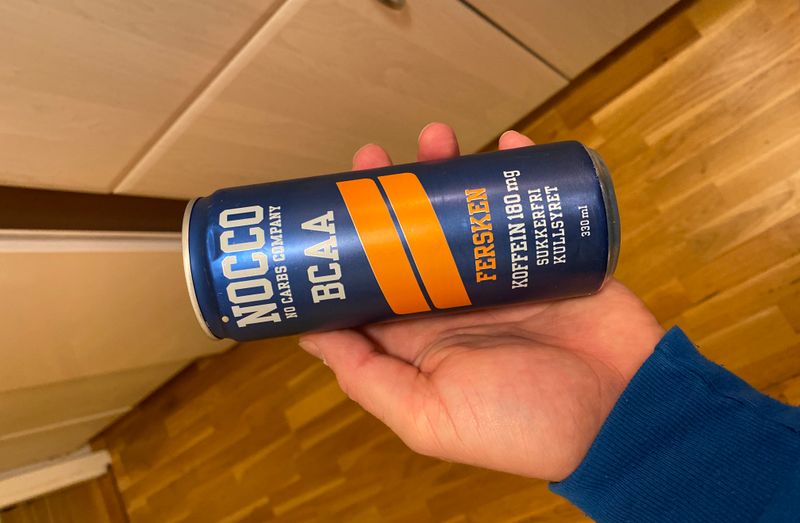 NOCCO
NO CARBS COMPANY
BCAA
FERSKEN
KOFFEIN 180 mg
SUKKERFRI
KULLSYRET
330 ml